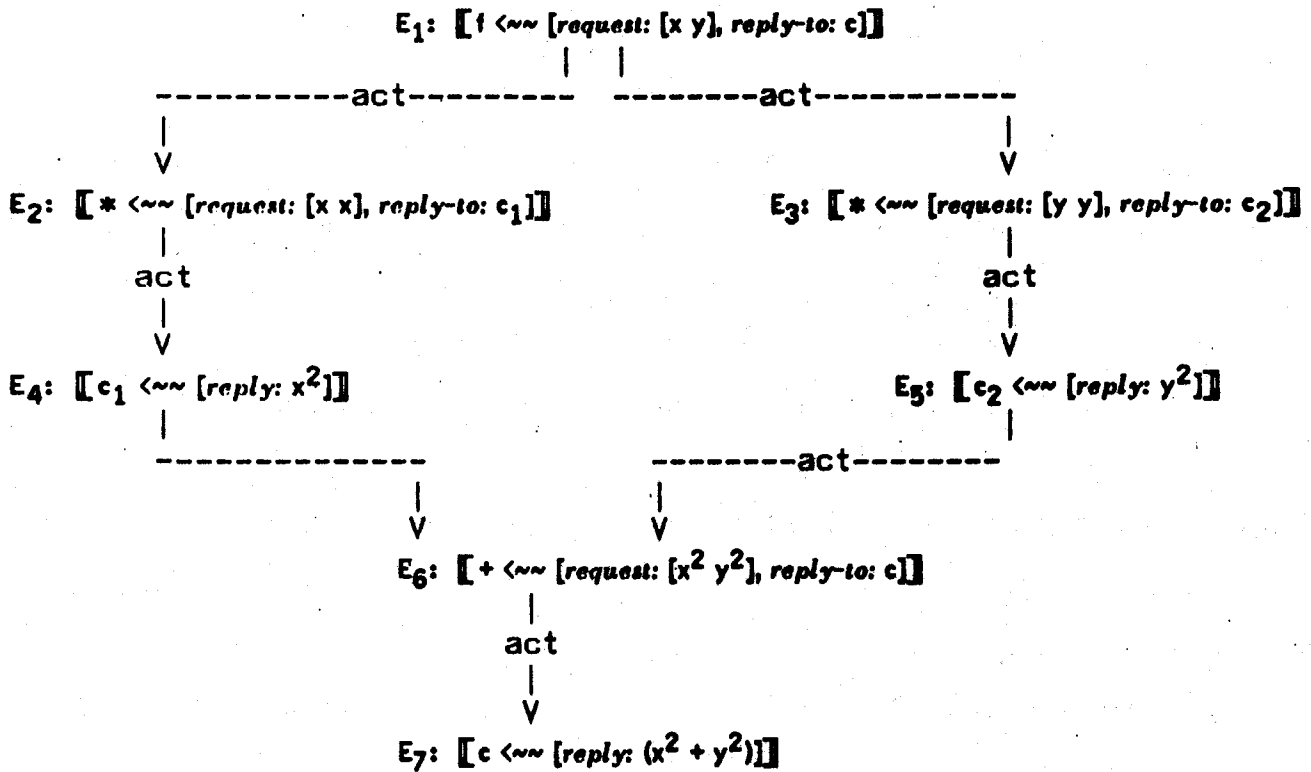 E₁: ⟦f <~~ [request: [x y], reply-to: c]⟧
act act
E₂: ⟦* <~~ [request: [x x], reply-to: c₁]⟧ E₃: ⟦* <~~ [request: [y y], reply-to: c₂]⟧
act act
E₄: ⟦c₁ <~~ [reply: x²]⟧ E₅: ⟦c₂ <~~ [reply: y²]⟧
act
E₆: ⟦+ <~~ [request: [x² y²], reply-to: c]⟧
act
E₇: ⟦c <~~ [reply: (x² + y²)]⟧